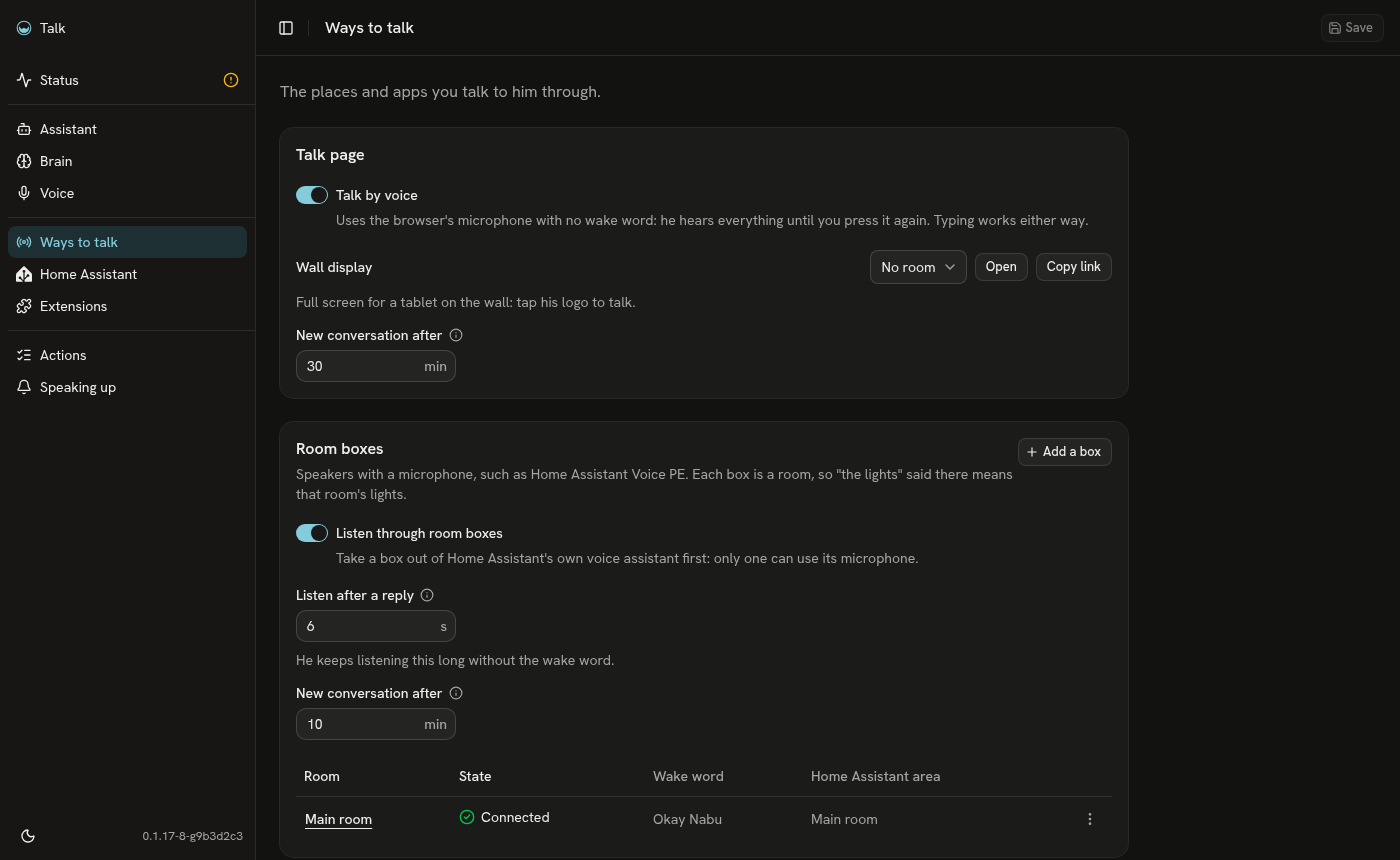 Talk
Ways to talk
Save
Status
Assistant
Brain
Voice
Ways to talk
Home Assistant
Extensions
Actions
Speaking up
0.1.17-8-g9b3d2c3
The places and apps you talk to him through.
Talk page
Talk by voice
Uses the browser's microphone with no wake word: he hears everything until you press it again. Typing works either way.
Wall display
No room
Open
Copy link
Full screen for a tablet on the wall: tap his logo to talk.
New conversation after
30 min
Room boxes
Add a box
Speakers with a microphone, such as Home Assistant Voice PE. Each box is a room, so "the lights" said there means
that room's lights.
Listen through room boxes
Take a box out of Home Assistant's own voice assistant first: only one can use its microphone.
Listen after a reply
6 s
He keeps listening this long without the wake word.
New conversation after
10 min
Room State Wake word Home Assistant area
Main room Connected Okay Nabu Main room